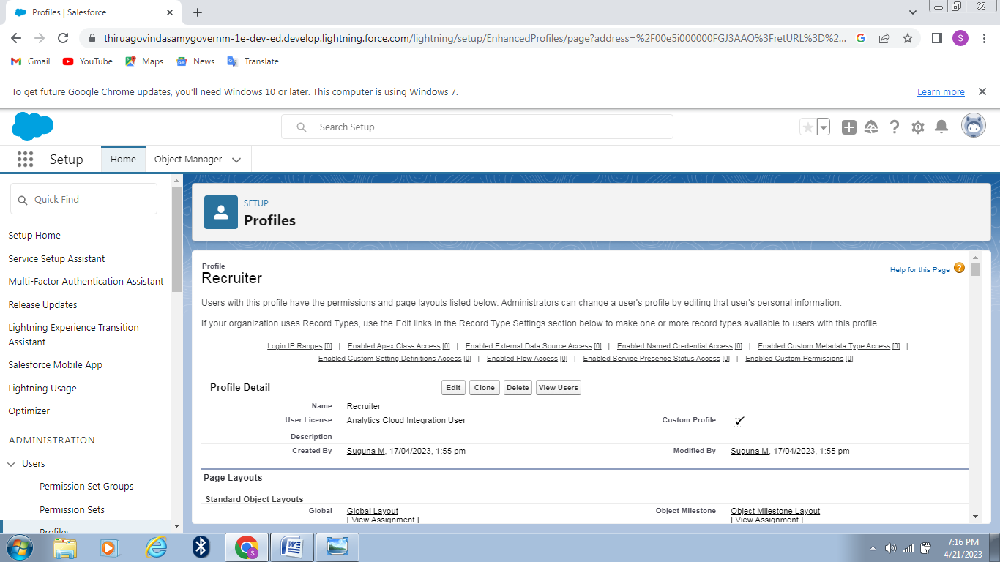 Profiles | Salesforce
thiruagovindasamygovernm-1e-dev-ed.develop.lightning.force.com/lightning/setup/EnhancedProfiles/page?address=%2F00e5i000000FGJ3AAO%3FretURL%3D%2...
S
Gmail YouTube Maps News Translate
To get future Google Chrome updates, you'll need Windows 10 or later. This computer is using Windows 7. Learn more
Search Setup
Setup Home Object Manager
Quick Find
Setup Home
Service Setup Assistant
Multi-Factor Authentication Assistant
Release Updates
Lightning Experience Transition
Assistant
Salesforce Mobile App
Lightning Usage
Optimizer
ADMINISTRATION
Users
Permission Set Groups
Permission Sets
Profiles
SETUP
Profiles
Profile
Recruiter
Help for this Page
Users with this profile have the permissions and page layouts listed below. Administrators can change a user's profile by editing that user's personal information.
If your organization uses Record Types, use the Edit links in the Record Type Settings section below to make one or more record types available to users with this profile.
Login IP Ranges [0] | Enabled Apex Class Access [0] | Enabled External Data Source Access [0] | Enabled Named Credential Access [0] | Enabled Custom Metadata Type Access [0] |
Enabled Custom Setting Definitions Access [0] | Enabled Flow Access [0] | Enabled Service Presence Status Access [0] | Enabled Custom Permissions [0]
Profile Detail Edit Clone Delete View Users
Name Recruiter
User License Analytics Cloud Integration User Custom Profile
Description
Created By Suguna M, 17/04/2023, 1:55 pm Modified By Suguna M, 17/04/2023, 1:55 pm
Page Layouts
Standard Object Layouts
Global Global Layout Object Milestone Object Milestone Layout
[ View Assignment ] [ View Assignment ]
7:16 PM
4/21/2023